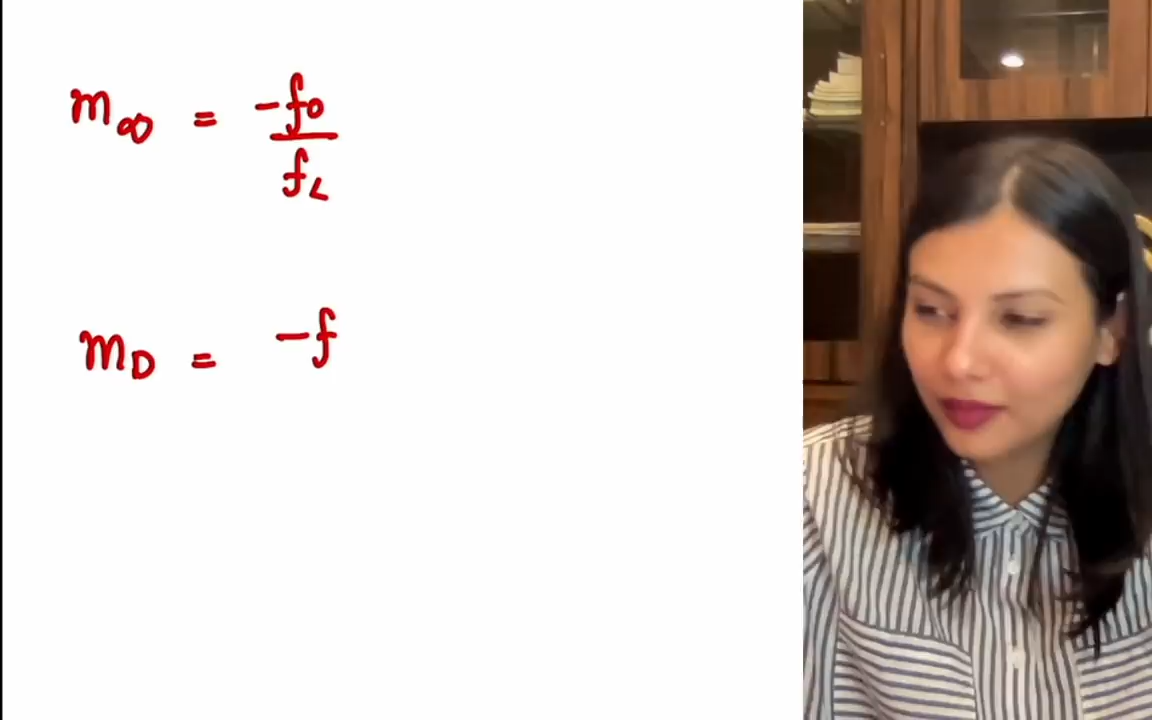 m∞ = -fo/fL
mD = -f